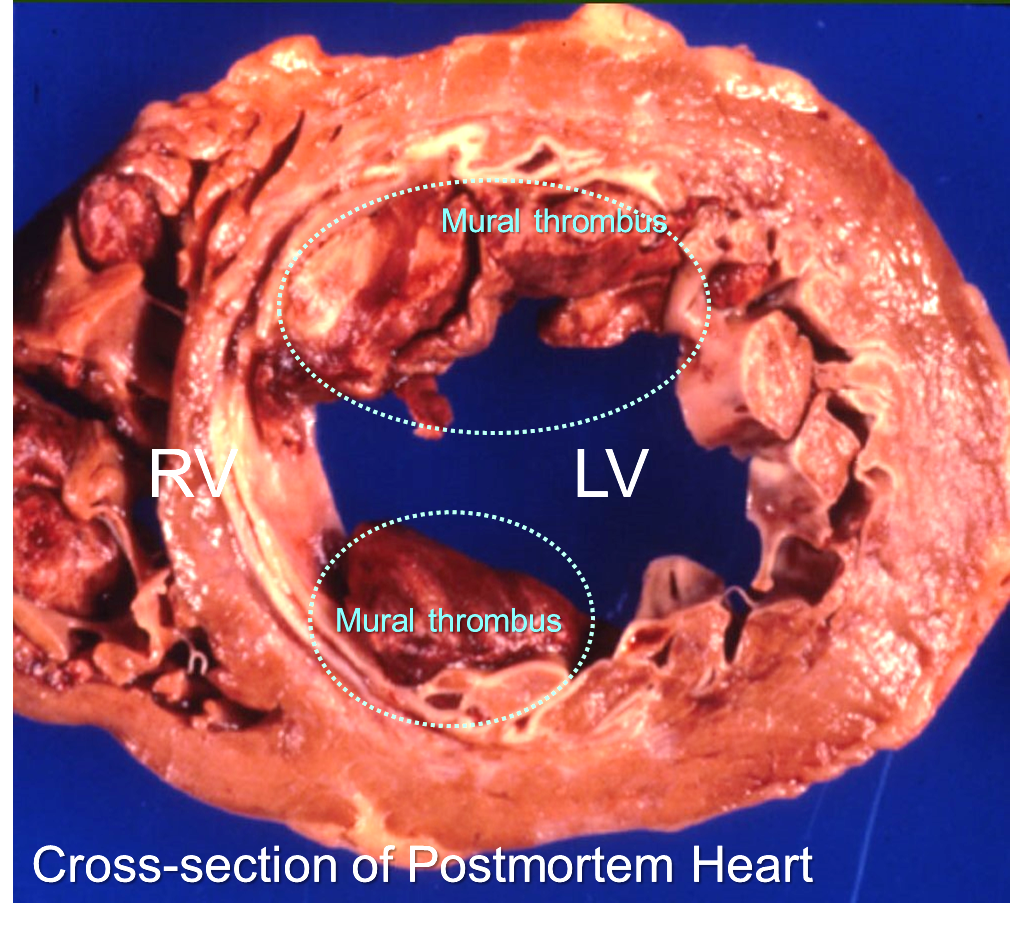 Mural thrombus
RV
LV
Mural thrombus
Cross-section of Postmortem Heart